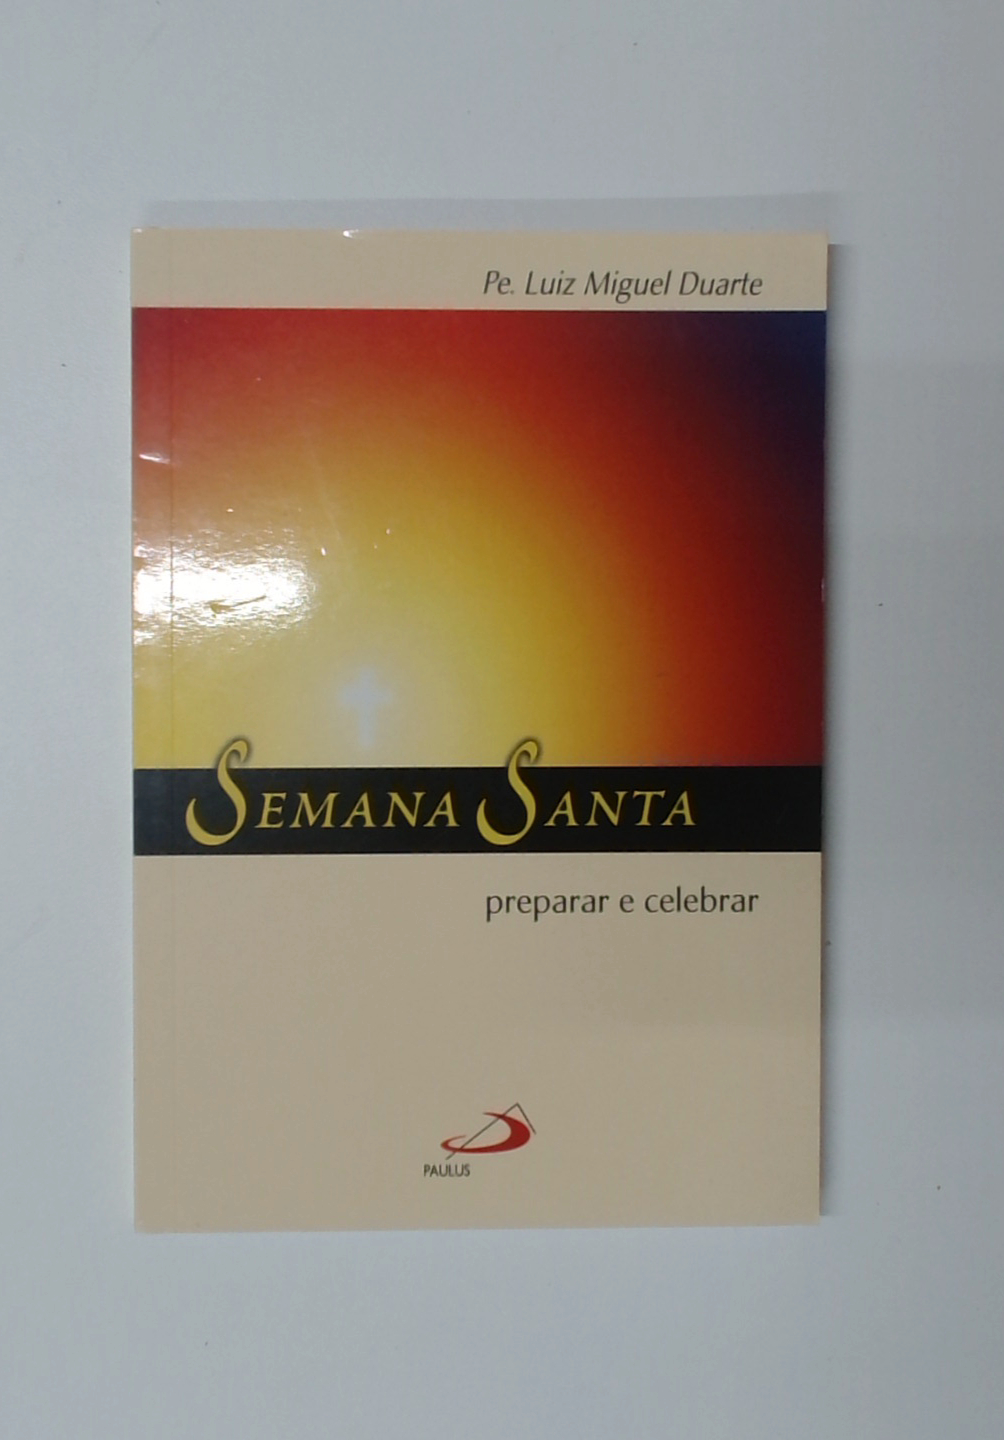 Pe. Luiz Miguel Duarte
SEMANA SANTA
preparar e celebrar
PAULUS